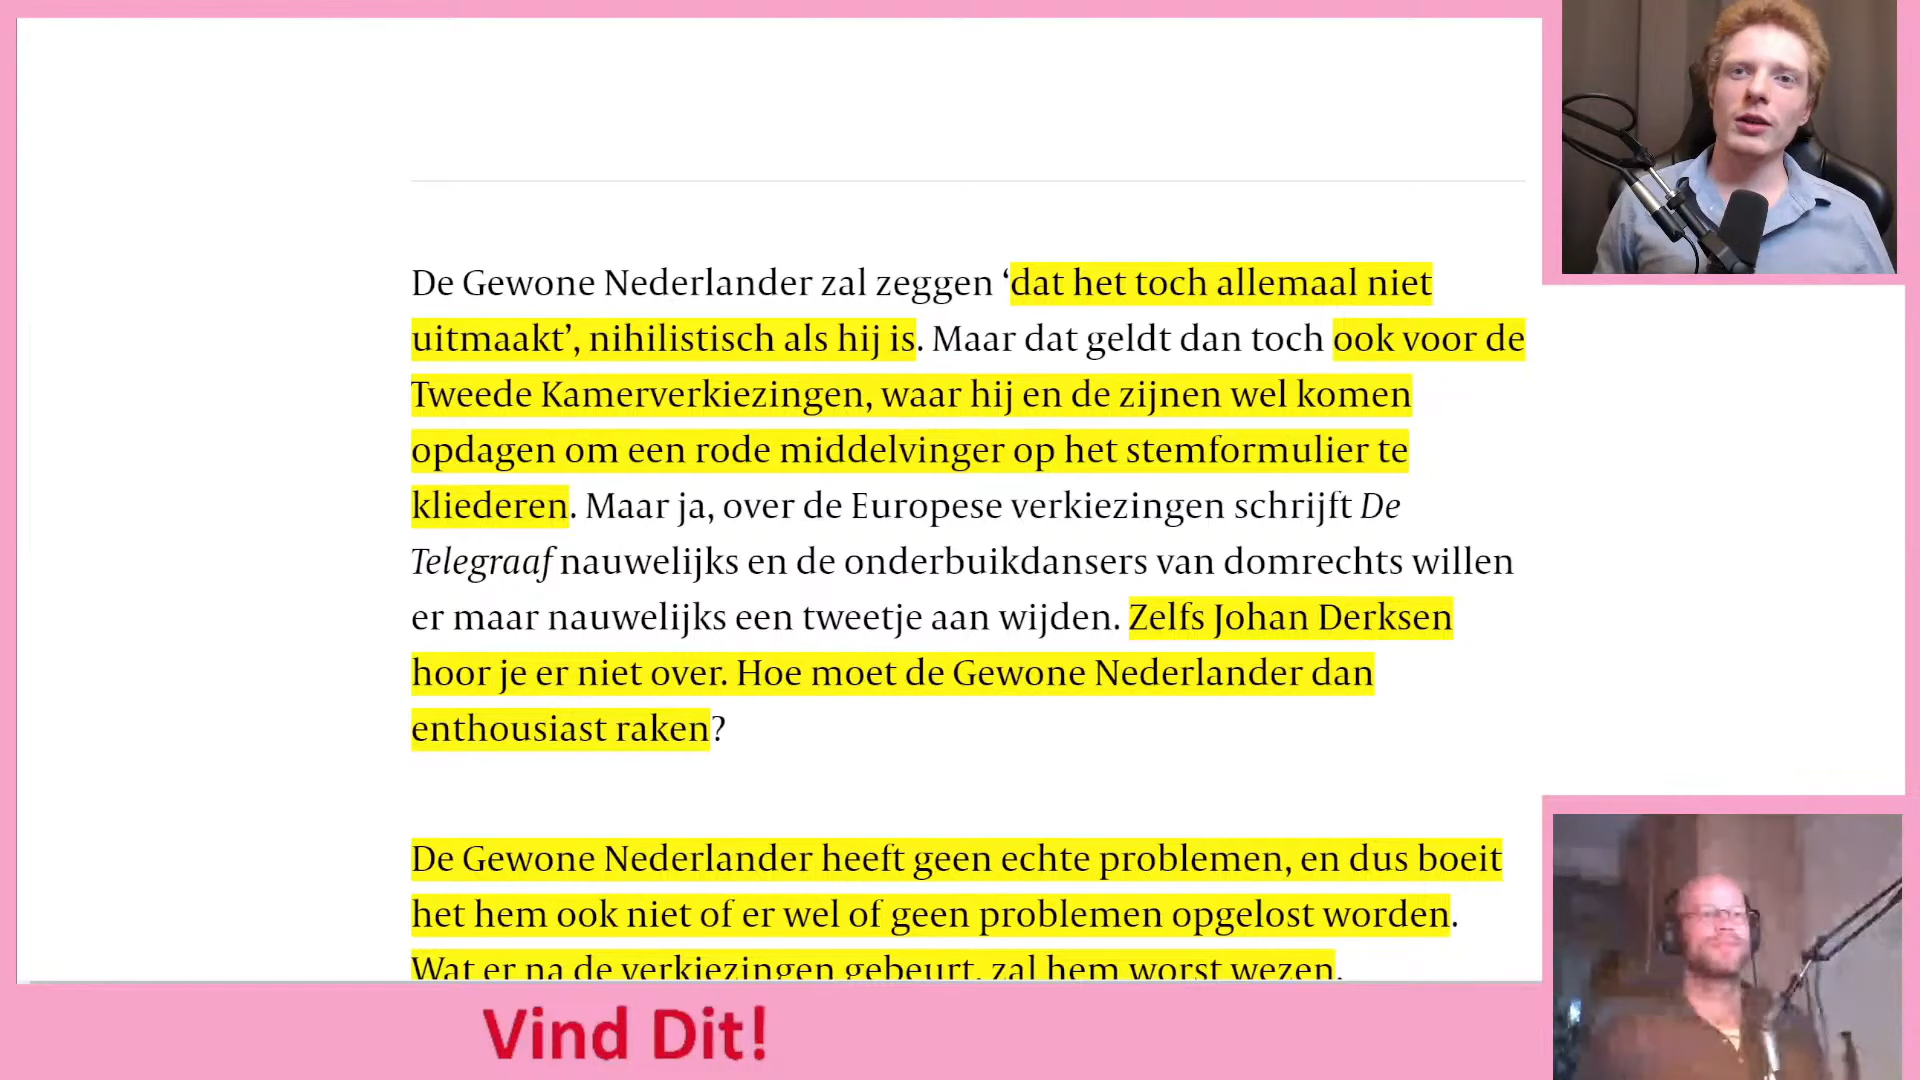 De Gewone Nederlander zal zeggen ‘dat het toch allemaal niet
uitmaakt’, nihilistisch als hij is. Maar dat geldt dan toch ook voor de
Tweede Kamerverkiezingen, waar hij en de zijnen wel komen
opdagen om een rode middelvinger op het stemformulier te
kliederen. Maar ja, over de Europese verkiezingen schrijft De
Telegraaf nauwelijks en de onderbuikdansers van domrechts willen
er maar nauwelijks een tweetje aan wijden. Zelfs Johan Derksen
hoor je er niet over. Hoe moet de Gewone Nederlander dan
enthousiast raken?
De Gewone Nederlander heeft geen echte problemen, en dus boeit
het hem ook niet of er wel of geen problemen opgelost worden.
Wat er na de verkiezingen gebeurt, zal hem worst wezen.
Vind Dit!